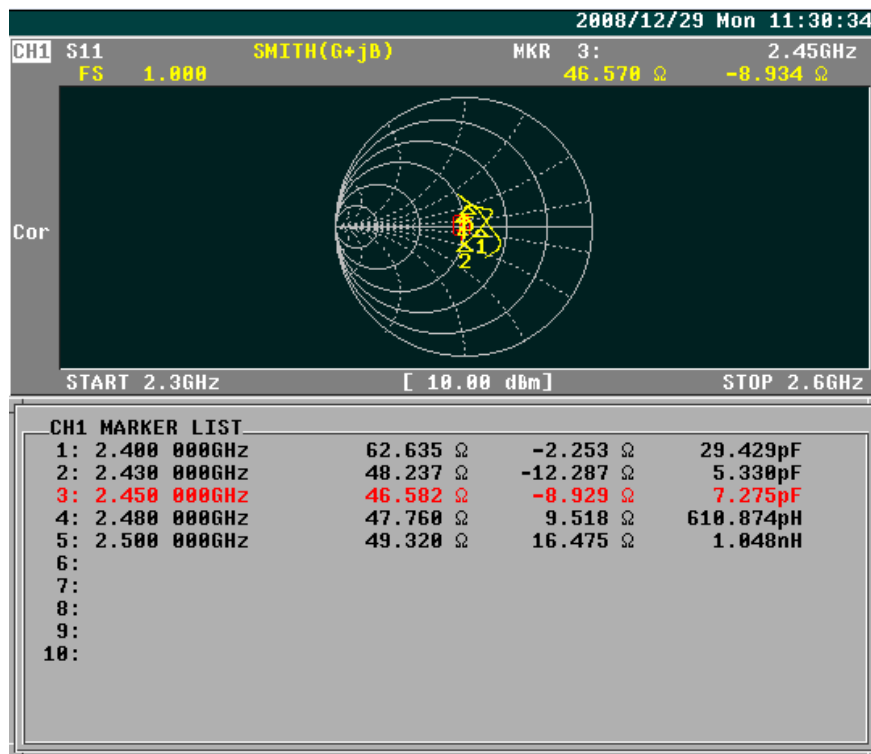 2008/12/29 Mon 11:30:34
CH1 S11 SMITH(G+jB) MKR 3: 2.45GHz
FS 1.000 46.570 Ω -8.934 Ω
Cor
1
2
START 2.3GHz [ 10.00 dBm] STOP 2.6GHz
CH1 MARKER LIST
1: 2.400 000GHz 62.635 Ω -2.253 Ω 29.429pF
2: 2.430 000GHz 48.237 Ω -12.287 Ω 5.330pF
3: 2.450 000GHz 46.582 Ω -8.929 Ω 7.275pF
4: 2.480 000GHz 47.760 Ω 9.518 Ω 610.874pH
5: 2.500 000GHz 49.320 Ω 16.475 Ω 1.048nH
6:
7:
8:
9:
10: